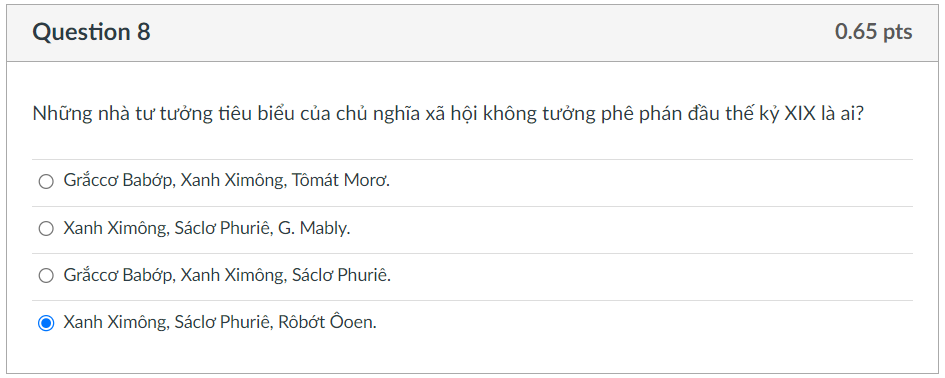 Question 8
0.65 pts
Những nhà tư tưởng tiêu biểu của chủ nghĩa xã hội không tưởng phê phán đầu thế kỷ XIX là ai?
Grắccơ Babớp, Xanh Ximông, Tômát Morơ.
Xanh Ximông, Sáclơ Phuriê, G. Mably.
Grắccơ Babớp, Xanh Ximông, Sáclơ Phuriê.
Xanh Ximông, Sáclơ Phuriê, Rôbớt Ôoen.